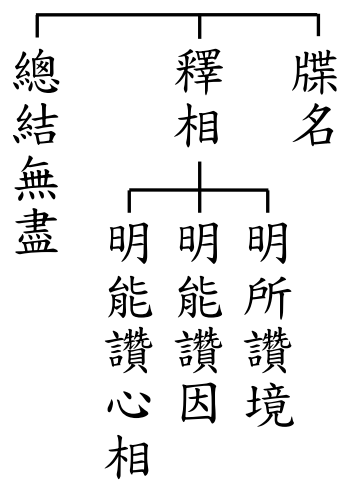 牒名
釋相
明所讚境
明能讚因
明能讚心相
總結無盡